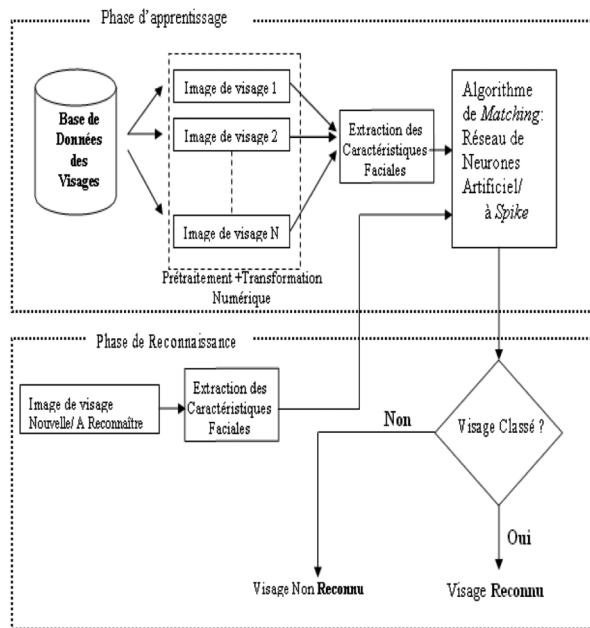 Phase d'apprentissage
Base de
Données
des
Visages
Image de visage 1
Image de visage 2
Image de visage N
Prétraitement +Transformation
Numérique
Extraction des
Caractéristiques
Faciales
Algorithme
de Matching:
Réseau de
Neurones
Artificiel/
à Spike
Phase de Reconnaissance
Image de visage
Nouvelle/ A Reconnaître
Extraction des
Caractéristiques
Faciales
Non
Visage Classé ?
Oui
Visage Non Reconnu
Visage Reconnu